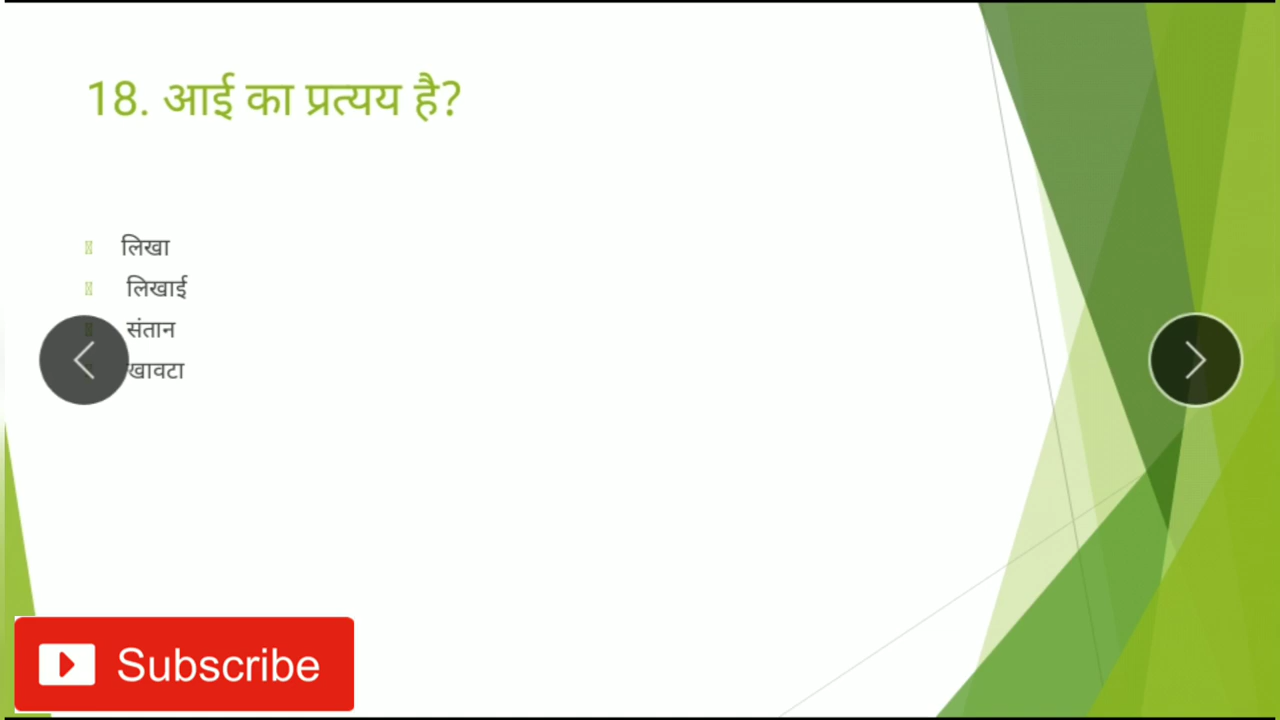 18. आई का प्रत्यय है?
लिखा
लिखाई
संतान
खावटा
Subscribe